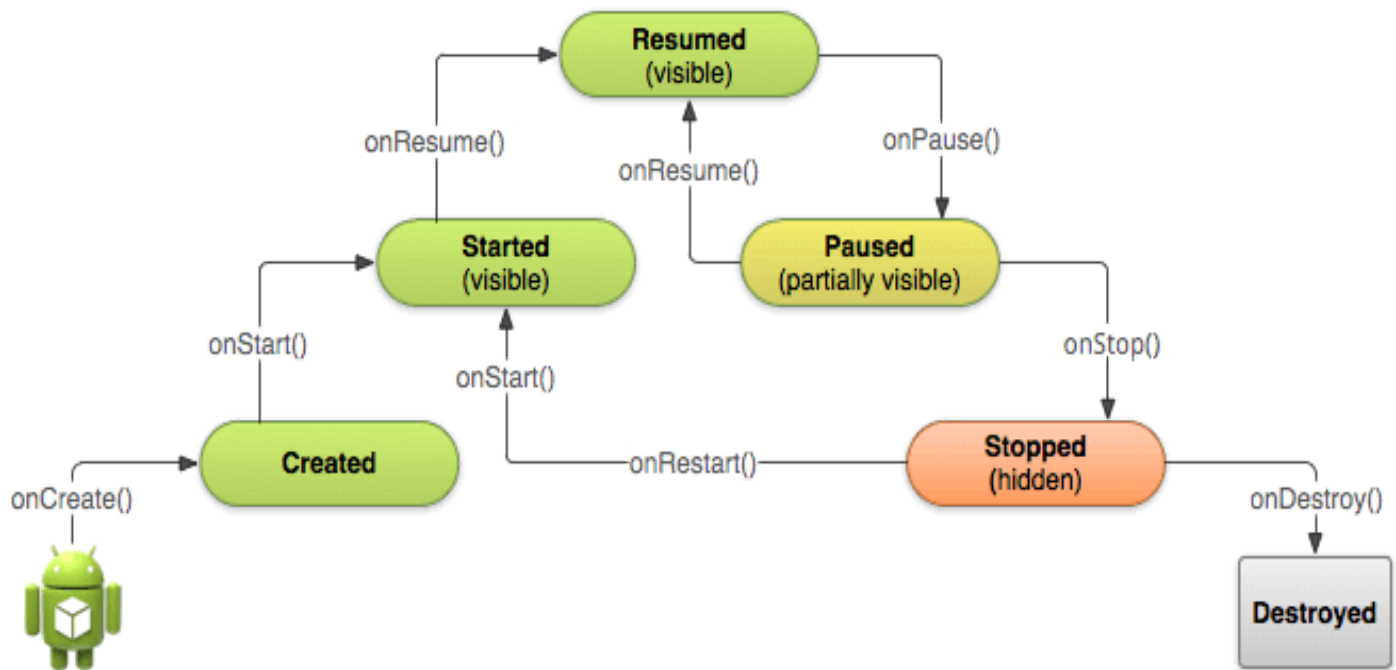 Resumed
(visible)
onResume()
onResume()
onPause()
Started
(visible)
Paused
(partially visible)
onStart()
onStart()
onStop()
Created
onRestart()
Stopped
(hidden)
onCreate()
onDestroy()
Destroyed